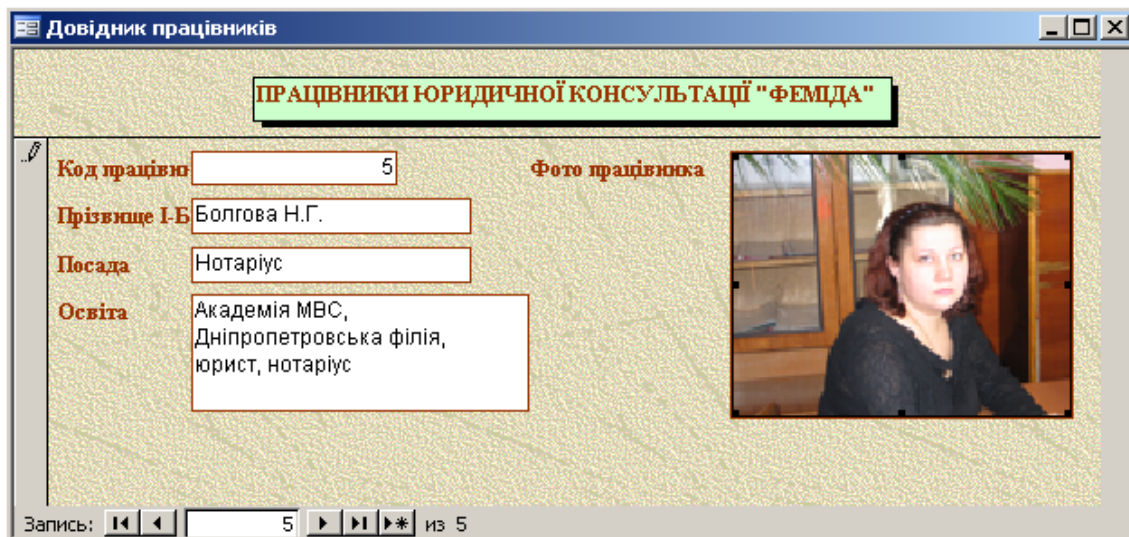 Довідник працівників
ПРАЦІВНИКИ ЮРИДИЧНОЇ КОНСУЛЬТАЦІЇ "ФЕМІДА"
Код працівни 5 Фото працівника
Прізвище І-Б Болгова Н.Г.
Посада Нотаріус
Освіта Академія МВС,
Дніпропетровська філія,
юрист, нотаріус
Запись: 5 из 5